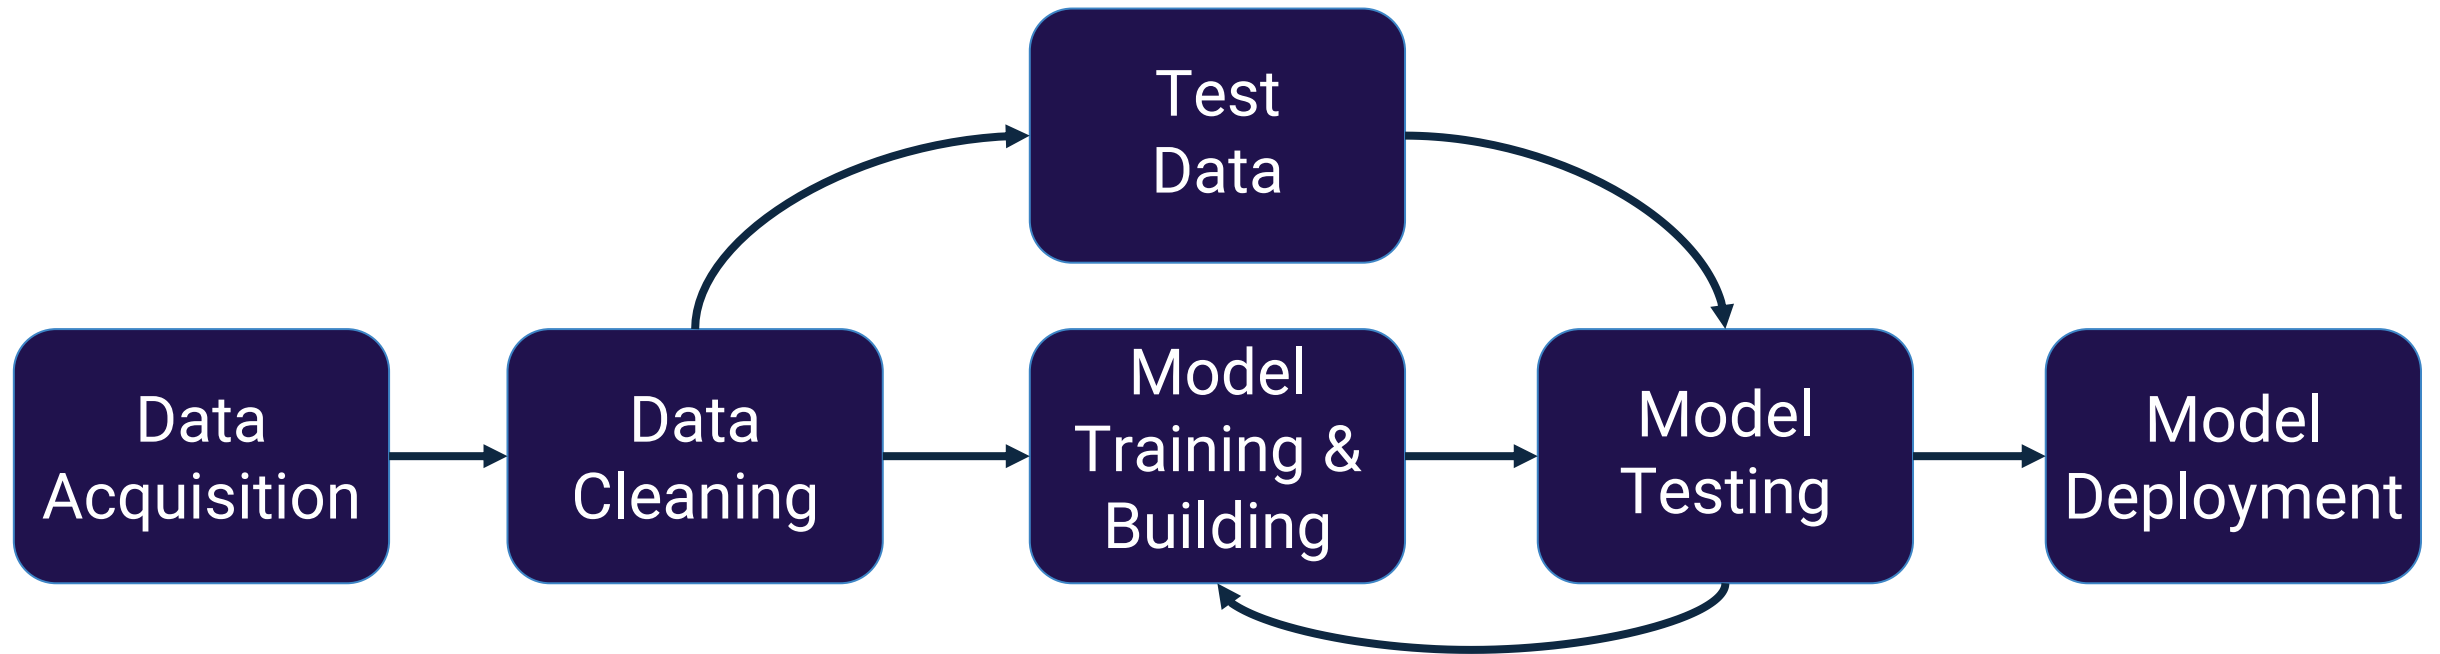 Test
Data
Data
Acquisition
Data
Cleaning
Model
Training &
Building
Model
Testing
Model
Deployment